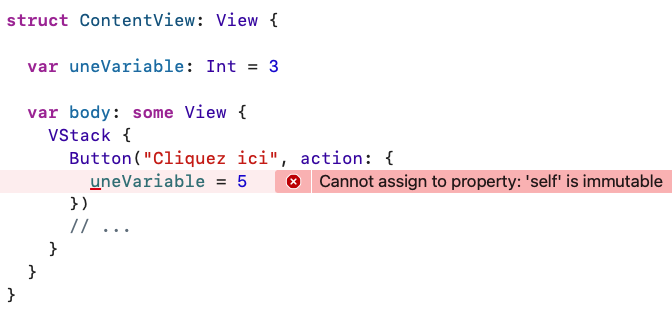 struct ContentView: View {
var uneVariable: Int = 3
var body: some View {
VStack {
Button("Cliquez ici", action: {
uneVariable = 5 Cannot assign to property: 'self' is immutable
})
// ...
}
}
}